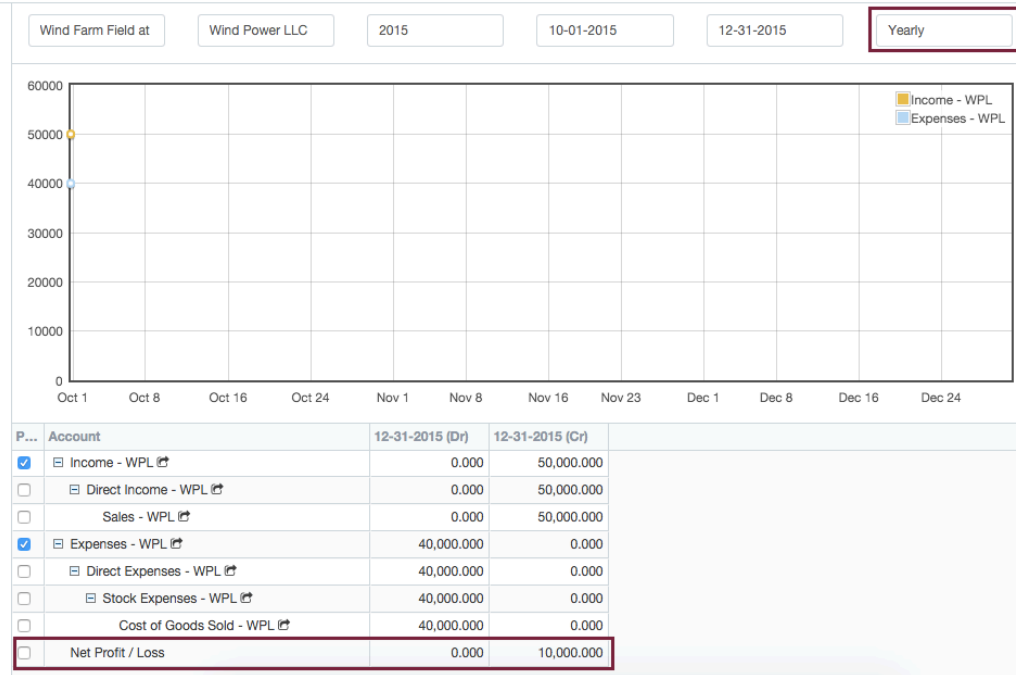 Wind Farm Field at Wind Power LLC 2015 10-01-2015 12-31-2015 Yearly
60000
Income - WPL
Expenses - WPL
50000
40000
30000
20000
10000
0
Oct 1 Oct 8 Oct 16 Oct 24 Nov 1 Nov 8 Nov 16 Nov 23 Dec 1 Dec 8 Dec 16 Dec 24
P... Account 12-31-2015 (Dr) 12-31-2015 (Cr)
Income - WPL 0.000 50,000.000
Direct Income - WPL 0.000 50,000.000
Sales - WPL 0.000 50,000.000
Expenses - WPL 40,000.000 0.000
Direct Expenses - WPL 40,000.000 0.000
Stock Expenses - WPL 40,000.000 0.000
Cost of Goods Sold - WPL 40,000.000 0.000
Net Profit / Loss 0.000 10,000.000